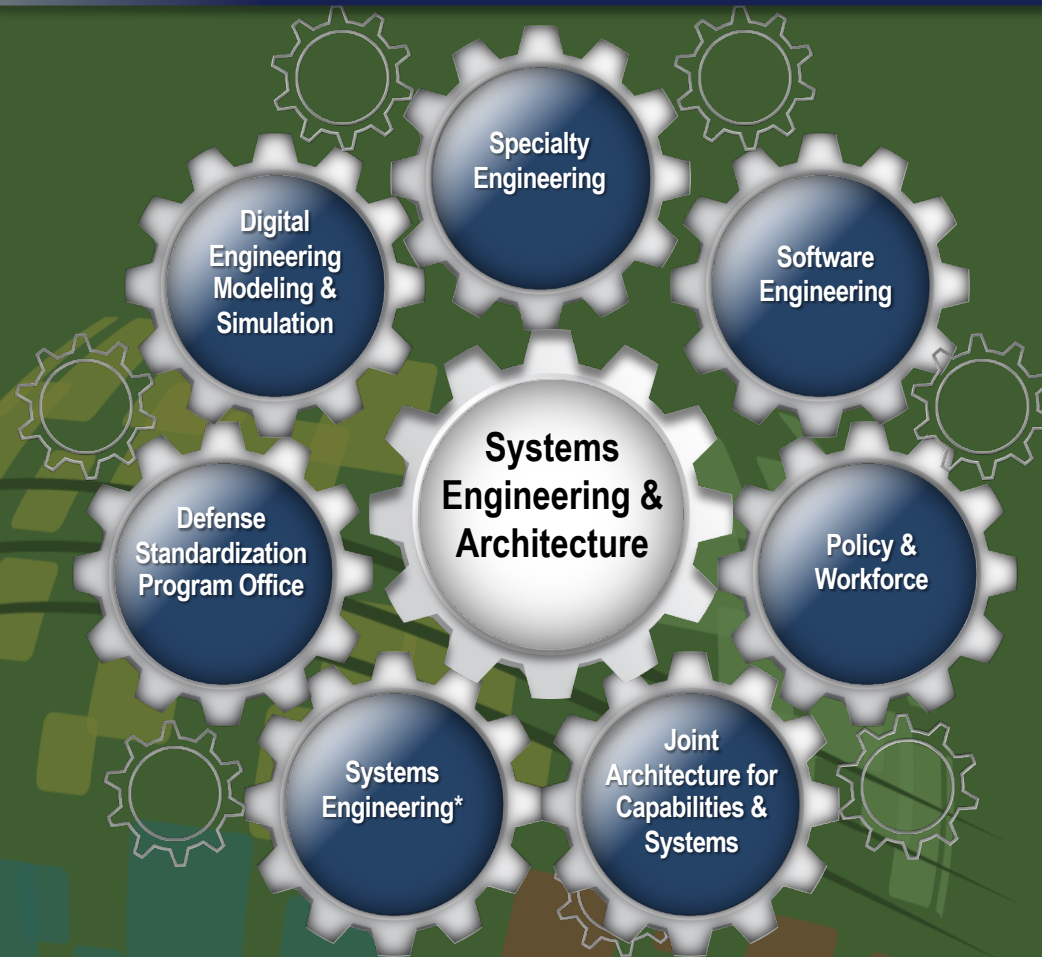 Specialty
Engineering
Digital
Engineering
Modeling &
Simulation
Software
Engineering
Systems
Engineering &
Architecture
Defense
Standardization
Program Office
Policy &
Workforce
Systems
Engineering*
Joint
Architecture for
Capabilities &
Systems